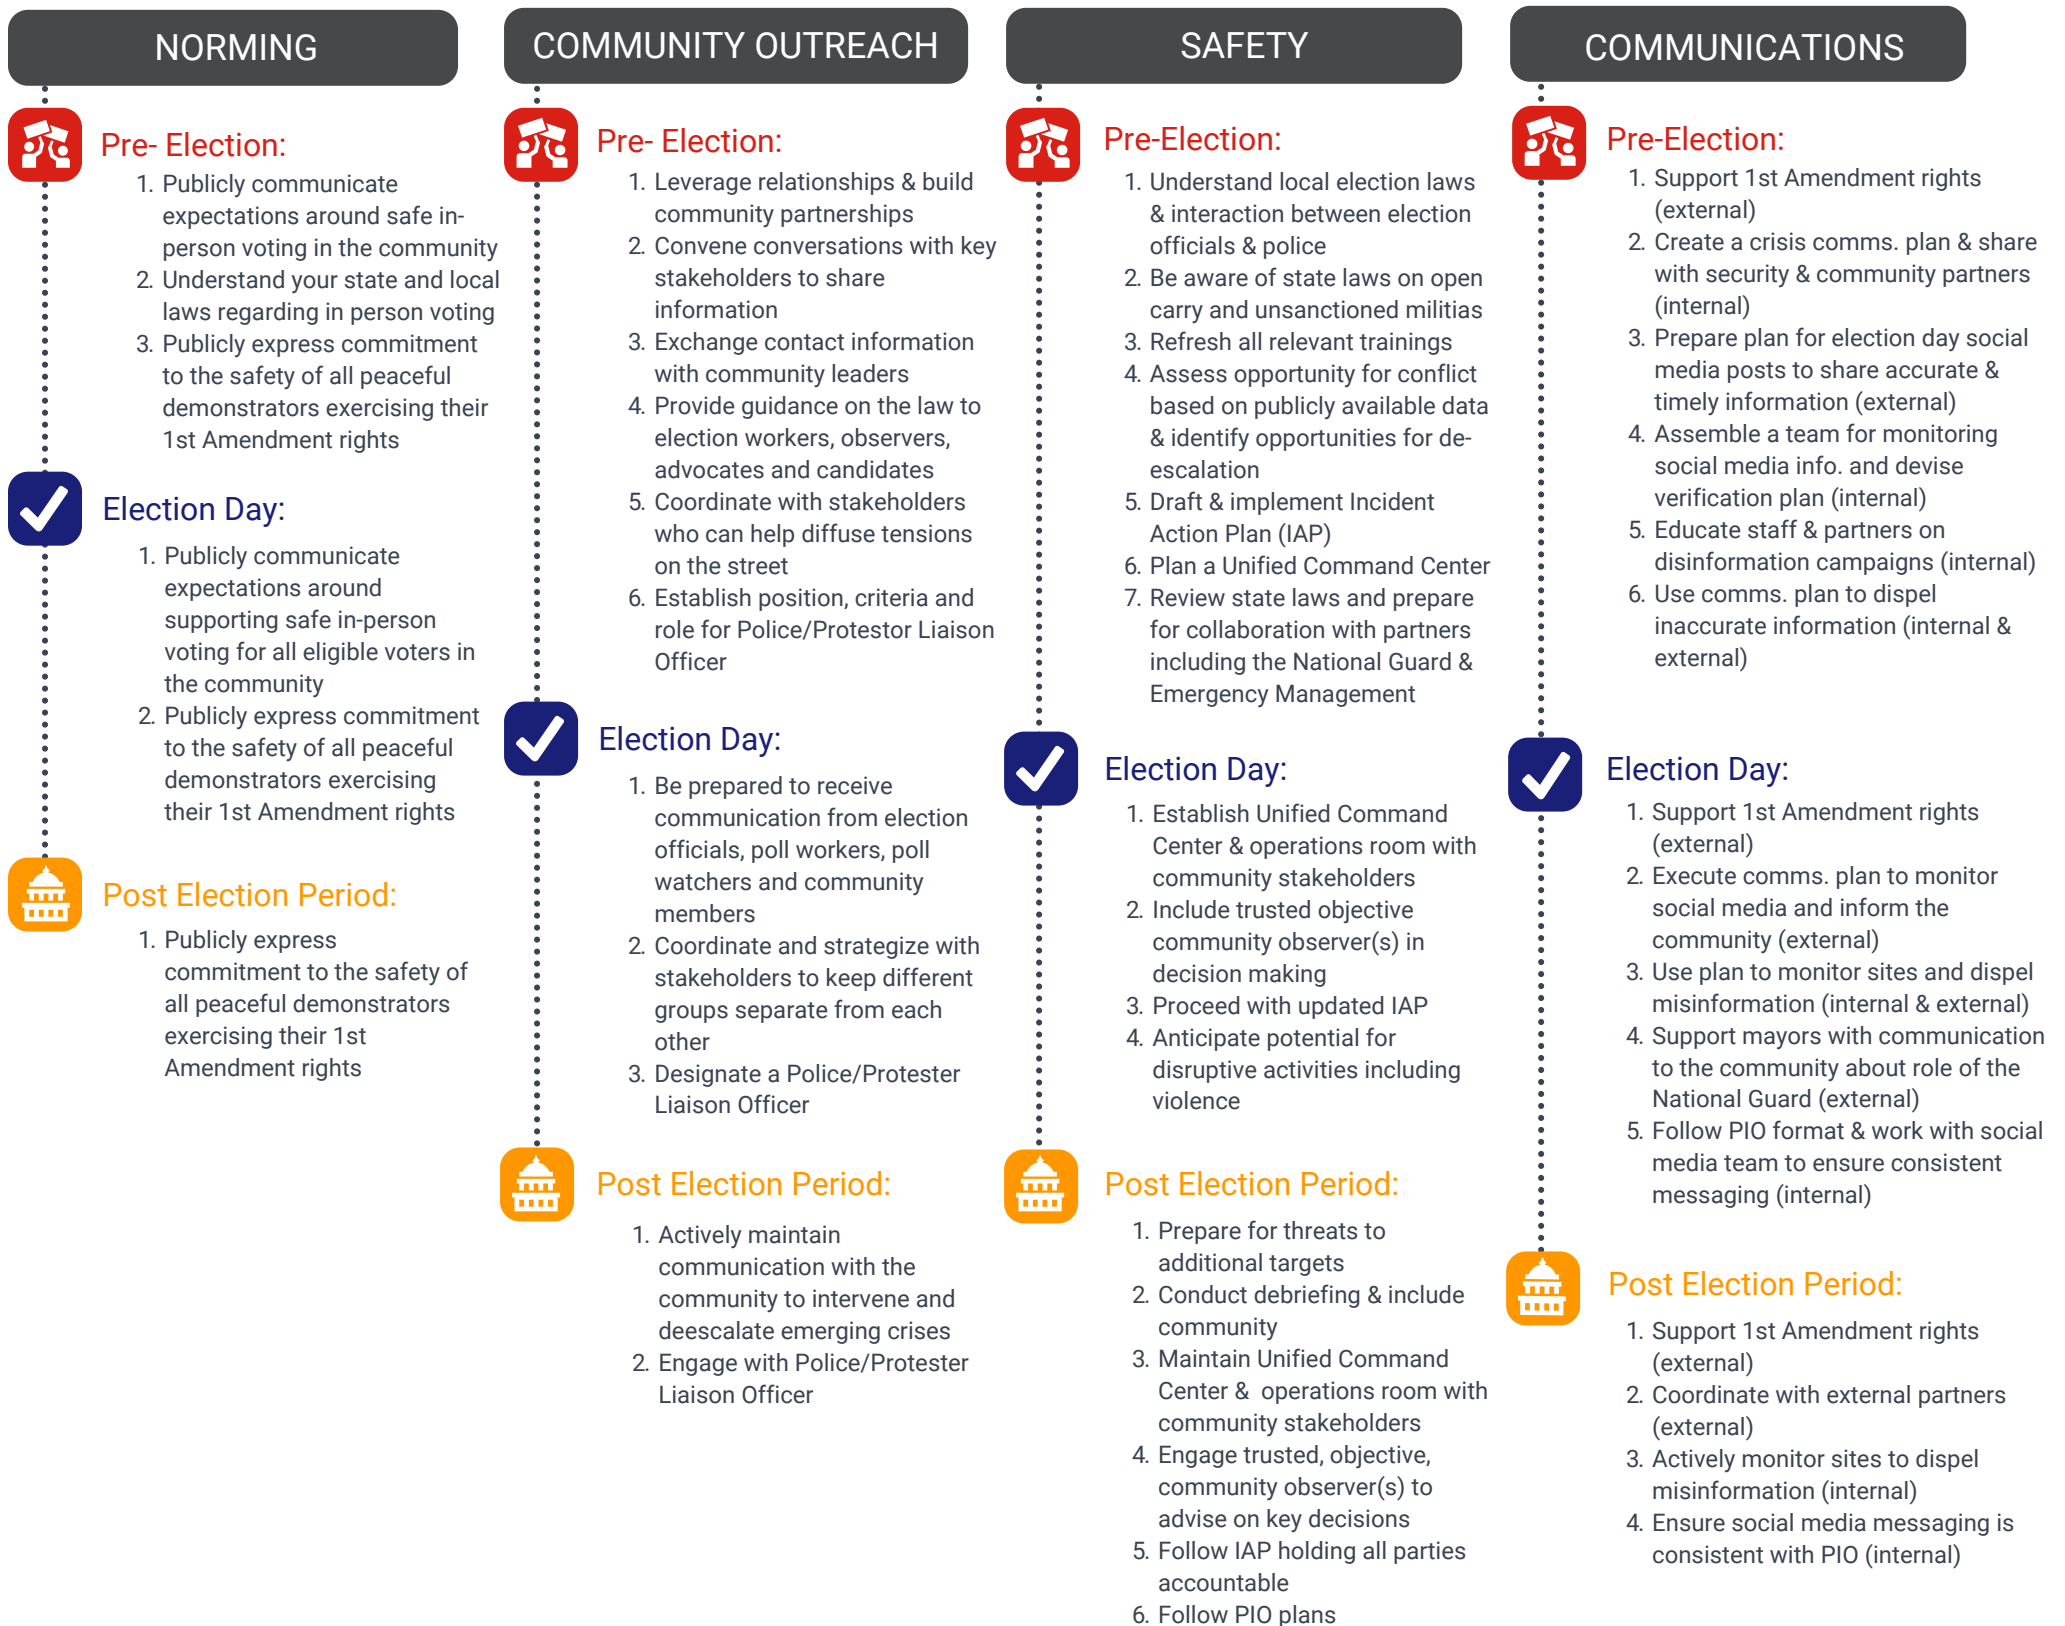 NORMING
Pre- Election:
1. Publicly communicate
expectations around safe in-
person voting in the community
2. Understand your state and local
laws regarding in person voting
3. Publicly express commitment
to the safety of all peaceful
demonstrators exercising their
1st Amendment rights
Election Day:
1. Publicly communicate
expectations around
supporting safe in-person
voting for all eligible voters in
the community
2. Publicly express commitment
to the safety of all peaceful
demonstrators exercising
their 1st Amendment rights
Post Election Period:
1. Publicly express
commitment to the safety of
all peaceful demonstrators
exercising their 1st
Amendment rights
COMMUNITY OUTREACH
Pre- Election:
1. Leverage relationships & build
community partnerships
2. Convene conversations with key
stakeholders to share
information
3. Exchange contact information
with community leaders
4. Provide guidance on the law to
election workers, observers,
advocates and candidates
5. Coordinate with stakeholders
who can help diffuse tensions
on the street
6. Establish position, criteria and
role for Police/Protestor Liaison
Officer
Election Day:
1. Be prepared to receive
communication from election
officials, poll workers, poll
watchers and community
members
2. Coordinate and strategize with
stakeholders to keep different
groups separate from each
other
3. Designate a Police/Protester
Liaison Officer
Post Election Period:
1. Actively maintain
communication with the
community to intervene and
deescalate emerging crises
2. Engage with Police/Protester
Liaison Officer
SAFETY
Pre-Election:
1. Understand local election laws
& interaction between election
officials & police
2. Be aware of state laws on open
carry and unsanctioned militias
3. Refresh all relevant trainings
4. Assess opportunity for conflict
based on publicly available data
& identify opportunities for de-
escalation
5. Draft & implement Incident
Action Plan (IAP)
6. Plan a Unified Command Center
7. Review state laws and prepare
for collaboration with partners
including the National Guard &
Emergency Management
Election Day:
1. Establish Unified Command
Center & operations room with
community stakeholders
2. Include trusted objective
community observer(s) in
decision making
3. Proceed with updated IAP
4. Anticipate potential for
disruptive activities including
violence
Post Election Period:
1. Prepare for threats to
additional targets
2. Conduct debriefing & include
community
3. Maintain Unified Command
Center & operations room with
community stakeholders
4. Engage trusted, objective,
community observer(s) to
advise on key decisions
5. Follow IAP holding all parties
accountable
6. Follow PIO plans
COMMUNICATIONS
Pre-Election:
1. Support 1st Amendment rights
(external)
2. Create a crisis comms. plan & share
with security & community partners
(internal)
3. Prepare plan for election day social
media posts to share accurate &
timely information (external)
4. Assemble a team for monitoring
social media info. and devise
verification plan (internal)
5. Educate staff & partners on
disinformation campaigns (internal)
6. Use comms. plan to dispel
inaccurate information (internal &
external)
Election Day:
1. Support 1st Amendment rights
(external)
2. Execute comms. plan to monitor
social media and inform the
community (external)
3. Use plan to monitor sites and dispel
misinformation (internal & external)
4. Support mayors with communication
to the community about role of the
National Guard (external)
5. Follow PIO format & work with social
media team to ensure consistent
messaging (internal)
Post Election Period:
1. Support 1st Amendment rights
(external)
2. Coordinate with external partners
(external)
3. Actively monitor sites to dispel
misinformation (internal)
4. Ensure social media messaging is
consistent with PIO (internal)